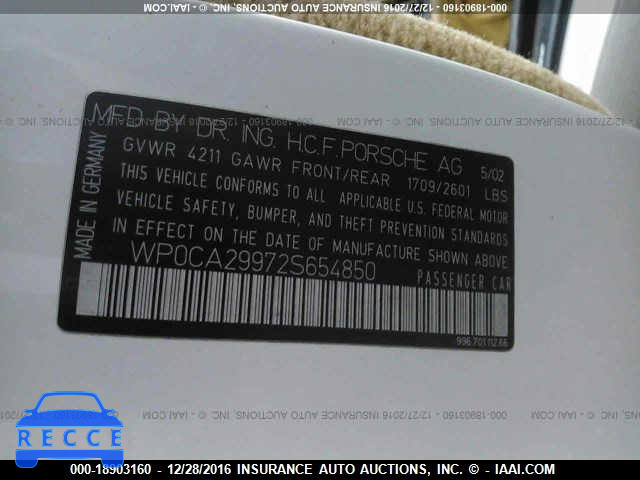 000-18903160 - 12/27/2016 INSURANCE AUTO AUCTIONS, INC. - © - IAAI.COM
MFD BY DR. ING. H.C.F.PORSCHE AG 5/02
GVWR 4211 GAWR FRONT/REAR 1709/2601 LBS
THIS VEHICLE CONFORMS TO ALL APPLICABLE U.S. FEDERAL MOTOR
VEHICLE SAFETY, BUMPER, AND THEFT PREVENTION STANDARDS
IN EFFECT ON THE DATE OF MANUFACTURE SHOWN ABOVE
MADE IN GERMANY
WP0CA29972S654850
PASSENGER CAR
996.701.112.66
RECCE
000-18903160 - 12/28/2016 INSURANCE AUTO AUCTIONS, INC. - © - IAAI.COM